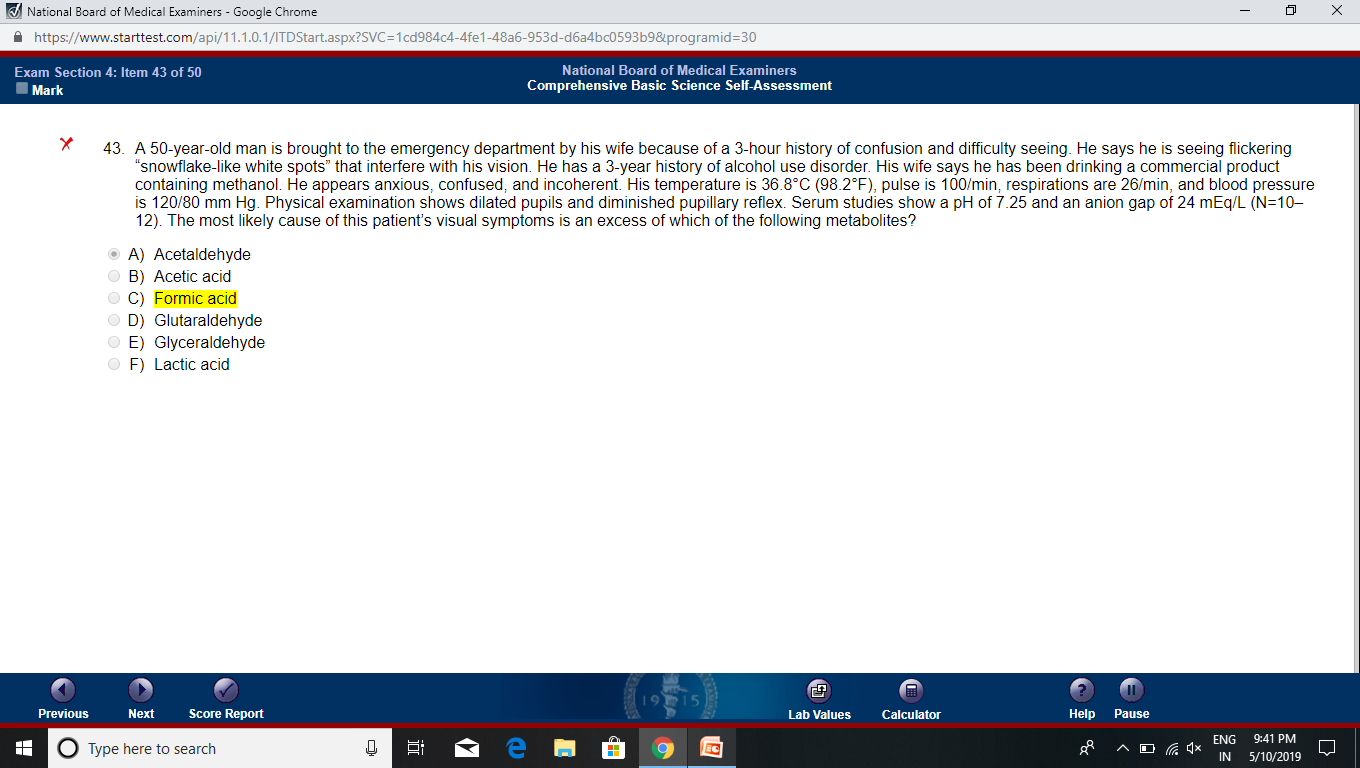 National Board of Medical Examiners - Google Chrome
https://www.starttest.com/api/11.1.0.1/ITDStart.aspx?SVC=1cd984c4-4fe1-48a6-953d-d6a4bc0593b9&programid=30
Exam Section 4: Item 43 of 50
National Board of Medical Examiners
Mark
Comprehensive Basic Science Self-Assessment
43. A 50-year-old man is brought to the emergency department by his wife because of a 3-hour history of confusion and difficulty seeing. He says he is seeing flickering
“snowflake-like white spots” that interfere with his vision. He has a 3-year history of alcohol use disorder. His wife says he has been drinking a commercial product
containing methanol. He appears anxious, confused, and incoherent. His temperature is 36.8°C (98.2°F), pulse is 100/min, respirations are 26/min, and blood pressure
is 120/80 mm Hg. Physical examination shows dilated pupils and diminished pupillary reflex. Serum studies show a pH of 7.25 and an anion gap of 24 mEq/L (N=10–
12). The most likely cause of this patient’s visual symptoms is an excess of which of the following metabolites?
A) Acetaldehyde
B) Acetic acid
C) Formic acid
D) Glutaraldehyde
E) Glyceraldehyde
F) Lactic acid
Previous
Next
Score Report
19 15
Lab Values
Calculator
Help
Pause
Type here to search
ENG
IN
9:41 PM
5/10/2019